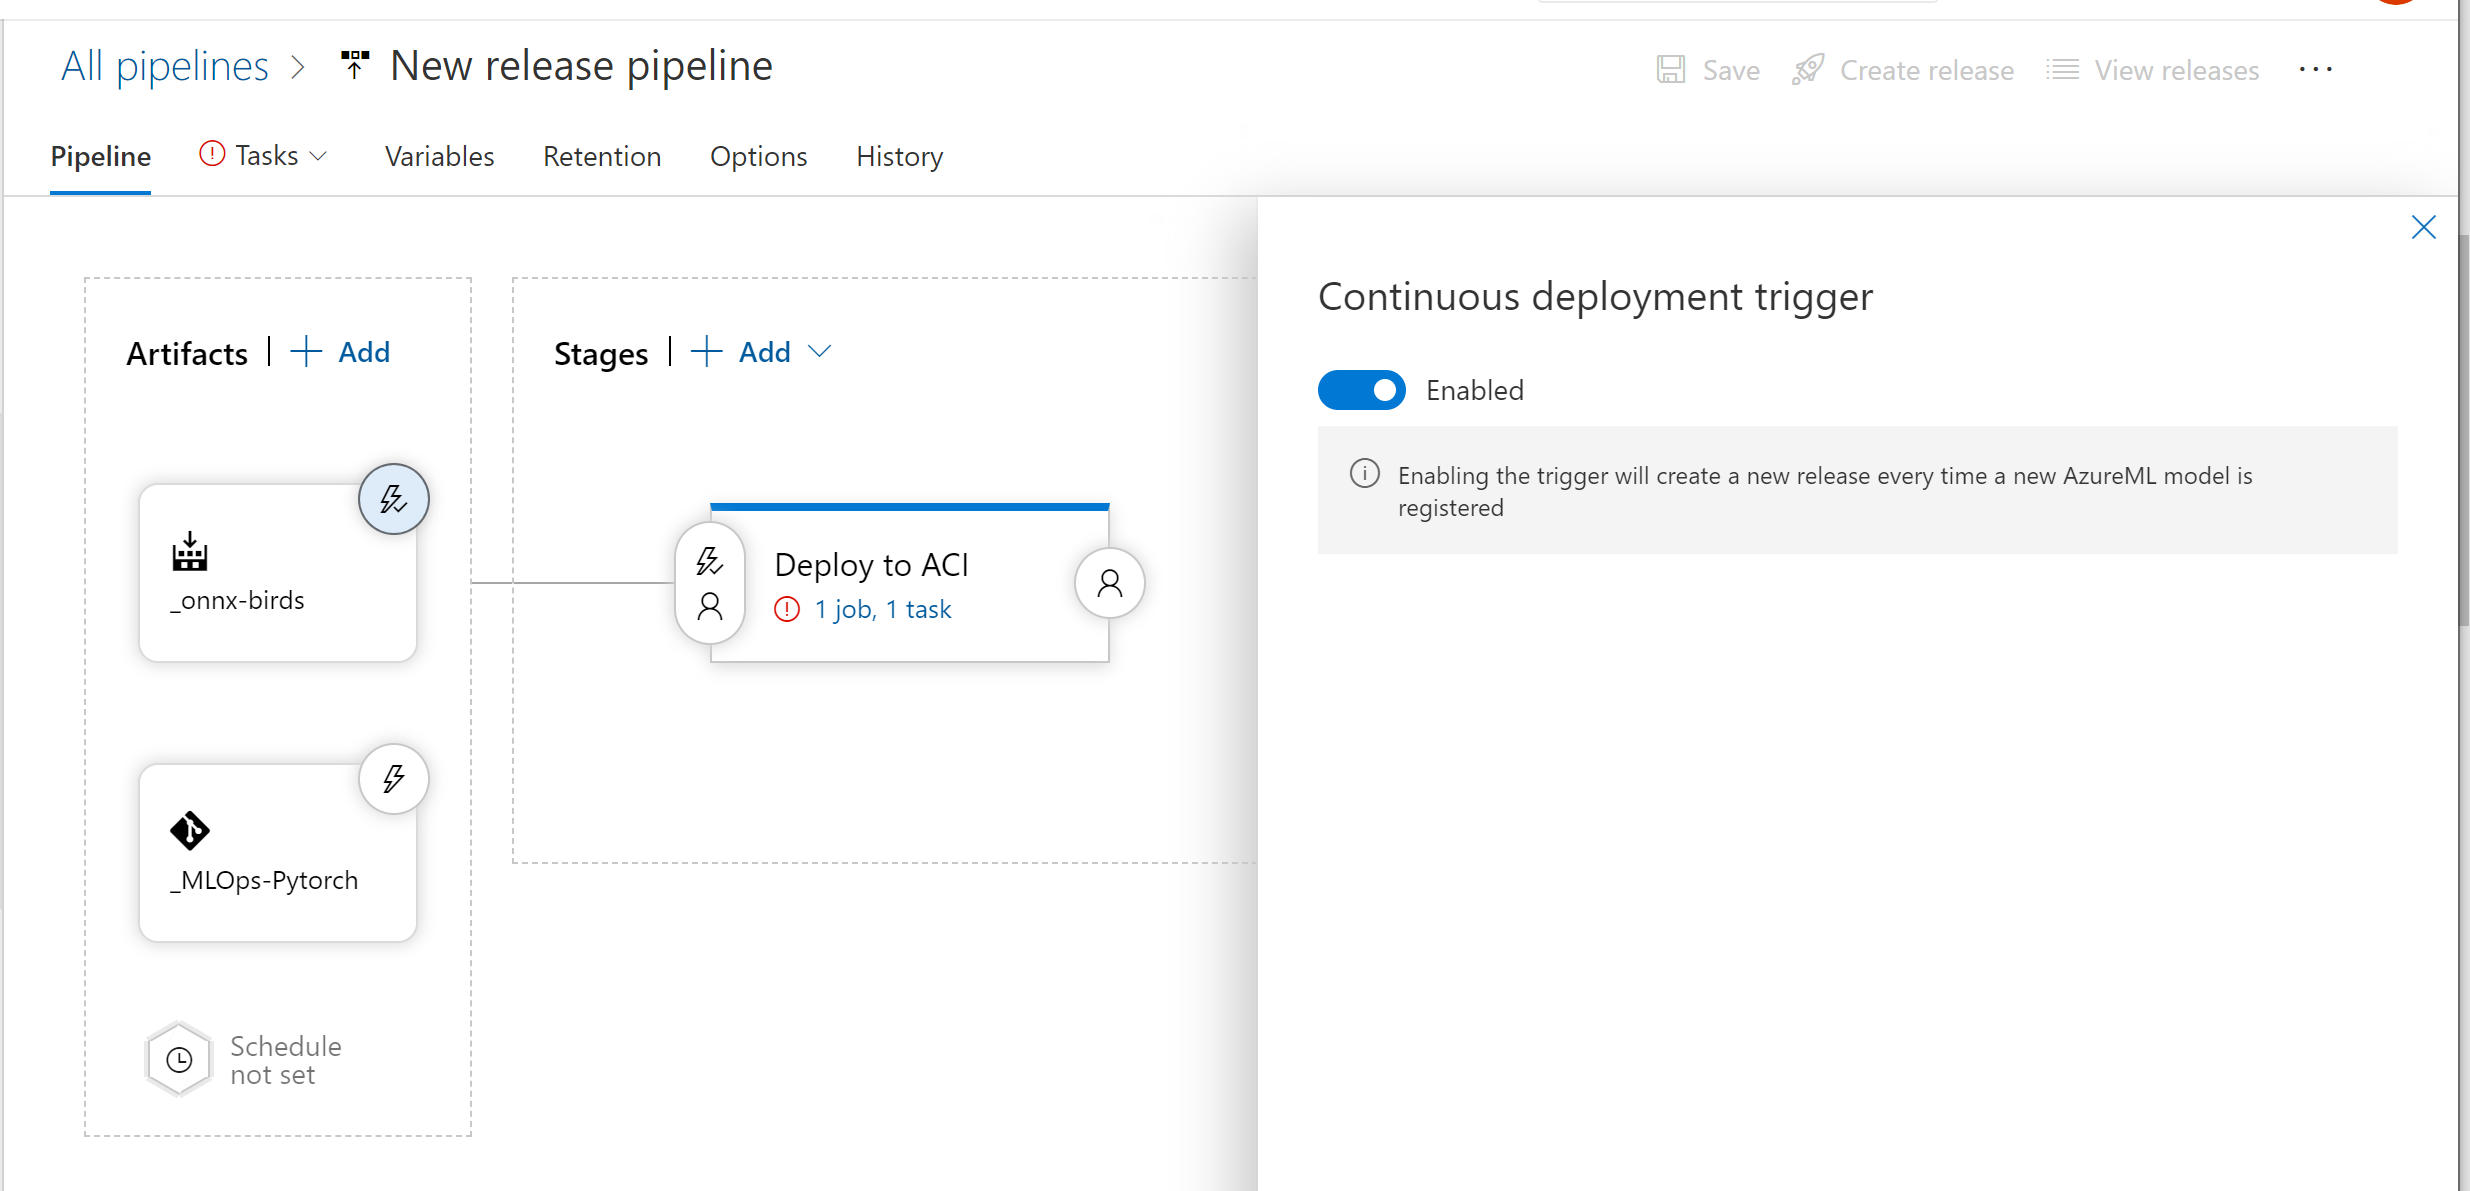 All pipelines > New release pipeline
Save
Create release
View releases
...
Pipeline
Tasks
Variables
Retention
Options
History
Artifacts | + Add
_onnx-birds
_MLOps-Pytorch
Schedule
not set
Stages | + Add
Deploy to ACI
1 job, 1 task
Continuous deployment trigger
Enabled
Enabling the trigger will create a new release every time a new AzureML model is
registered